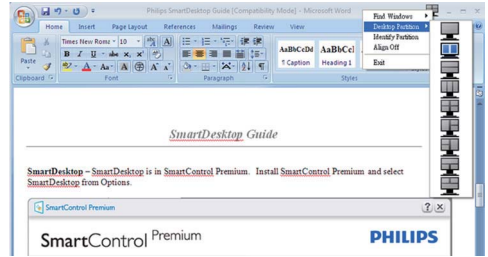 Philips SmartDesktop Guide [Compatibility Mode] - Microsoft Word
Find Windows
Desktop Partition
Identify Partition
Align Off
Exit
Home Insert Page Layout References Mailings Review View
Times New Roma 10
Paste
B I U abe x, x²
AaBbCcDd AaBbCcI
¶ Caption Heading 1
Clipboard Font Paragraph Styles
SmartDesktop Guide
SmartDesktop – SmartDesktop is in SmartControl Premium. Install SmartControl Premium and select
SmartDesktop from Options.
SmartControl Premium
SmartControl Premium PHILIPS